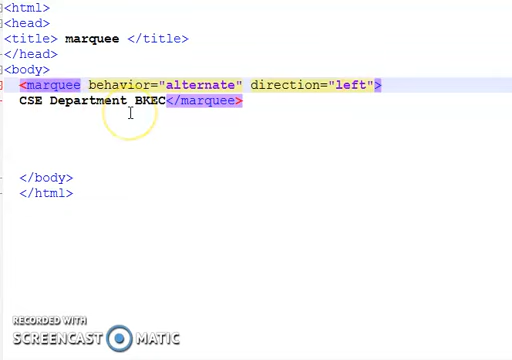 <html>
<head>
<title> marquee </title>
</head>
<body>
<marquee behavior="alternate" direction="left">
CSE Department BKEC</marquee>
</body>
</html>
RECORDED WITH
SCREENCAST MATIC